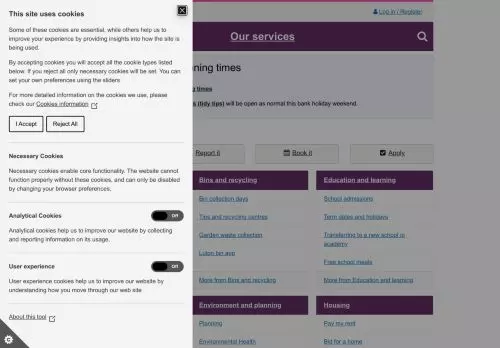 This site uses cookies
Some of these cookies are essential, while others help us to
improve your experience by providing insights into how the site is
being used.
By accepting cookies you will accept all the cookie types listed
below. If you reject all only necessary cookies will be set. You can
set your own preferences using the sliders
For more detailed information on the cookies we use, please
check our Cookies information
I Accept
Reject All
Necessary Cookies
Necessary cookies enable core functionality. The website cannot
function properly without these cookies, and can only be disabled
by changing your browser preferences.
Analytical Cookies
Off
Analytical cookies help us to improve our website by collecting
and reporting information on its usage.
User experience
Off
User experience cookies help us to improve our website by
understanding how you move through our web site
About this tool
Log in / Register
Our services
ning times
times
(tidy tips) will be open as normal this bank holiday weekend.
Report it
Book it
Apply
Bins and recycling
Bin collection days
Tips and recycling centres
Garden waste collection
Luton bin app
More from Bins and recycling
Education and learning
School admissions
Term dates and holidays
Transferring to a new school or
academy
Free school meals
More from Education and learning
Environment and planning
Planning
Environmental Health
Housing
Pay my rent
Bid for a home